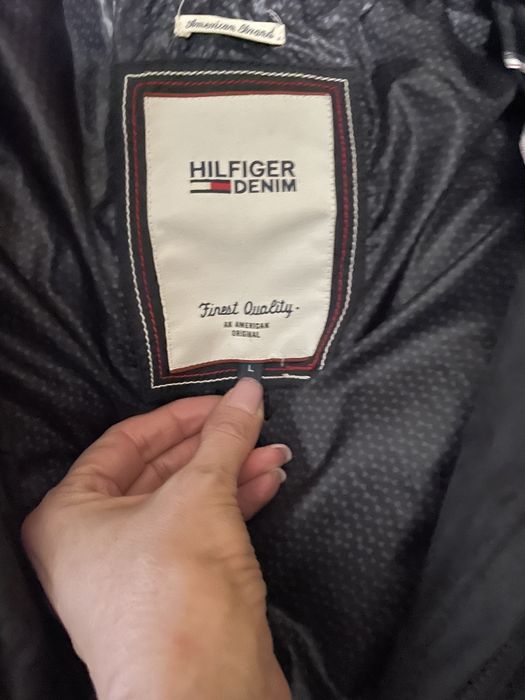 American Brand
HILFIGER
DENIM
Finest Quality.
AN AMERICAN
ORIGINAL
L